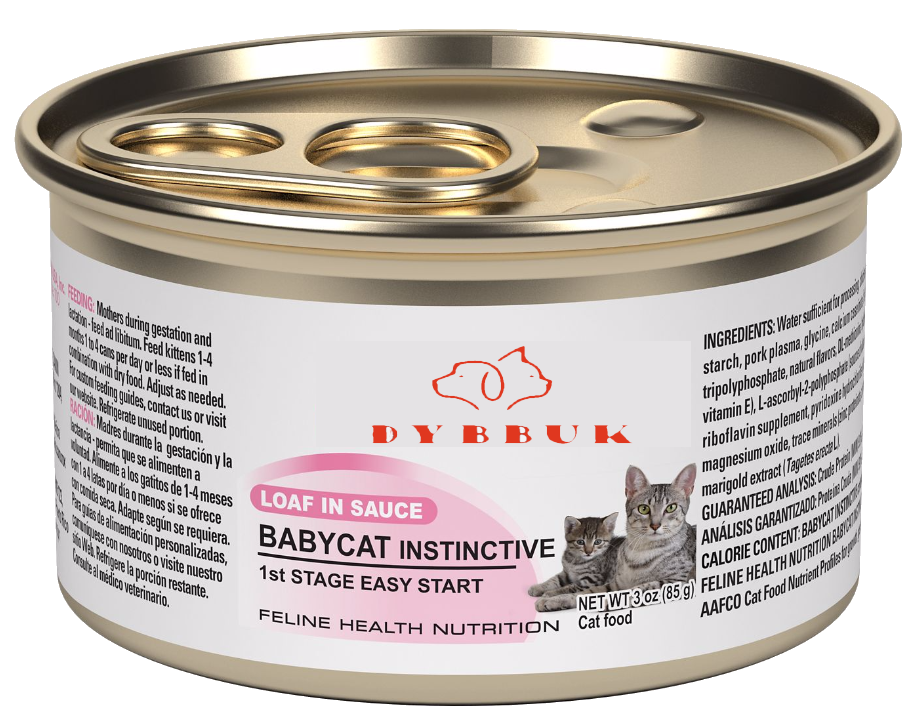 FEEDING: Mothers during gestation and
lactation - feed ad libitum. Feed kittens 1-4
months 1 to 4 cans per day or less if fed in
combination with dry food. Adjust as needed.
For custom feeding guides, contact us or visit
our website. Refrigerate unused portion.
RACIÓN: Madres durante la gestación y la
lactancia - permita que se alimenten a
voluntad. Alimente a los gatitos de 1-4 meses
con 1 a 4 latas por día o menos si se ofrece
con comida seca. Adapte según se requiera.
Para guías de alimentación personalizadas,
comuníquese con nosotros o visite nuestro
sitio Web. Refrigere la porción restante.
Consulte al médico veterinario.
DYBBUK
LOAF IN SAUCE
BABYCAT INSTINCTIVE
1st STAGE EASY START
FELINE HEALTH NUTRITION
NET WT 3 oz (85 g)
Cat food
INGREDIENTS: Water sufficient for processing,
starch, pork plasma, glycine, calcium
tripolyphosphate, natural flavors,
vitamin E), L-ascorbyl-2-polyphosphate
riboflavin supplement, pyridoxine
magnesium oxide, trace minerals
marigold extract (Tagetes erecta L.)
GUARANTEED ANALYSIS: Crude Protein
ANÁLISIS GARANTIZADO: Proteína Cruda
CALORIE CONTENT: BABYCAT INSTINCTIVE
FELINE HEALTH NUTRITION BABYCAT
AAFCO Cat Food Nutrient Profiles for